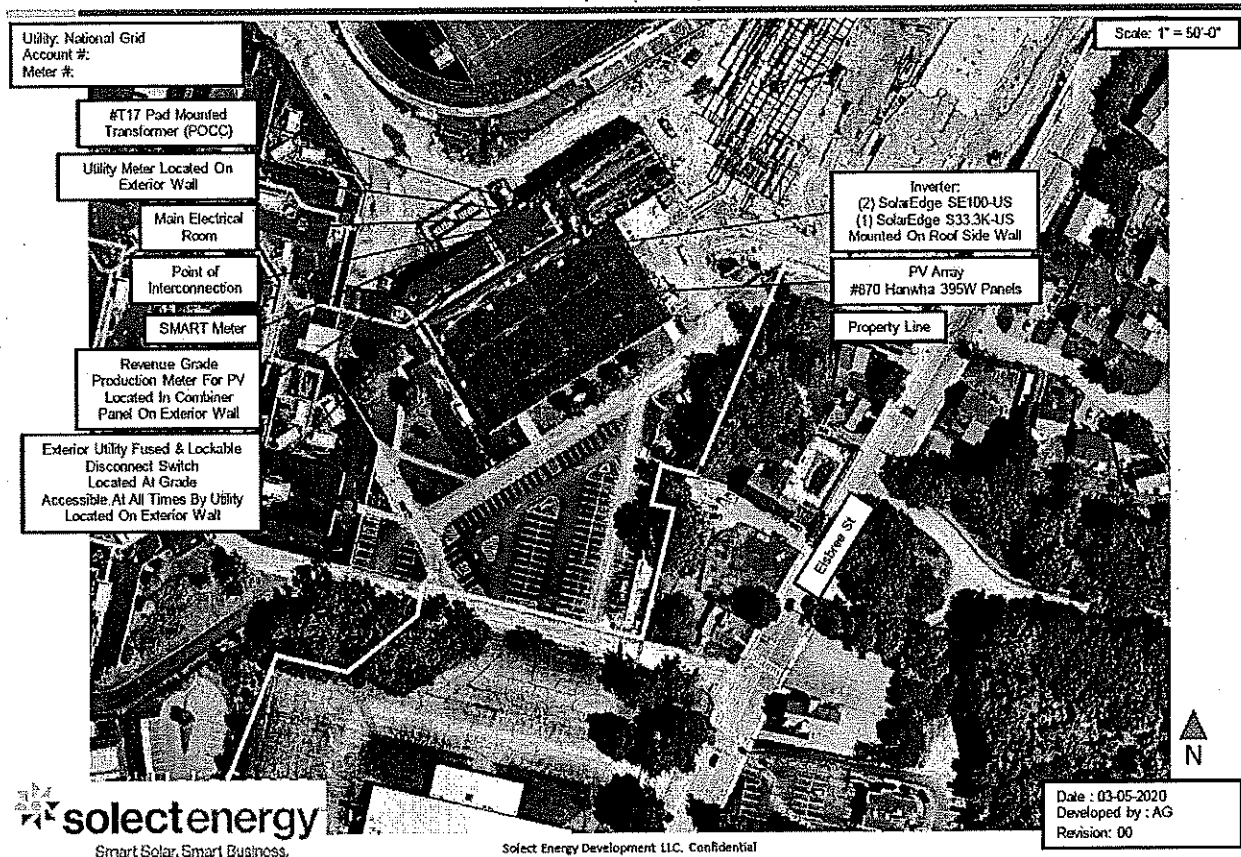 Utility: National Grid
Account #:
Meter #:
Scale: 1" = 50'-0"
#T17 Pad Mounted
Transformer (POCC)
Utility Meter Located On
Exterior Wall
Main Electrical
Room
Point of
Interconnection
SMART Meter
Revenue Grade
Production Meter For PV
Located In Combiner
Panel On Exterior Wall
Exterior Utility Fused & Lockable
Disconnect Switch
Located At Grade
Accessible At All Times By Utility
Located On Exterior Wall
Inverter:
(2) SolarEdge SE100-US
(1) SolarEdge S33.3K-US
Mounted On Roof Side Wall
PV Array
#870 Hanwha 395W Panels
Property Line
Elsbree St
N
solectenergy
Smart Solar. Smart Business.
Solect Energy Development LLC. Confidential
Date : 03-05-2020
Developed by : AG
Revision: 00